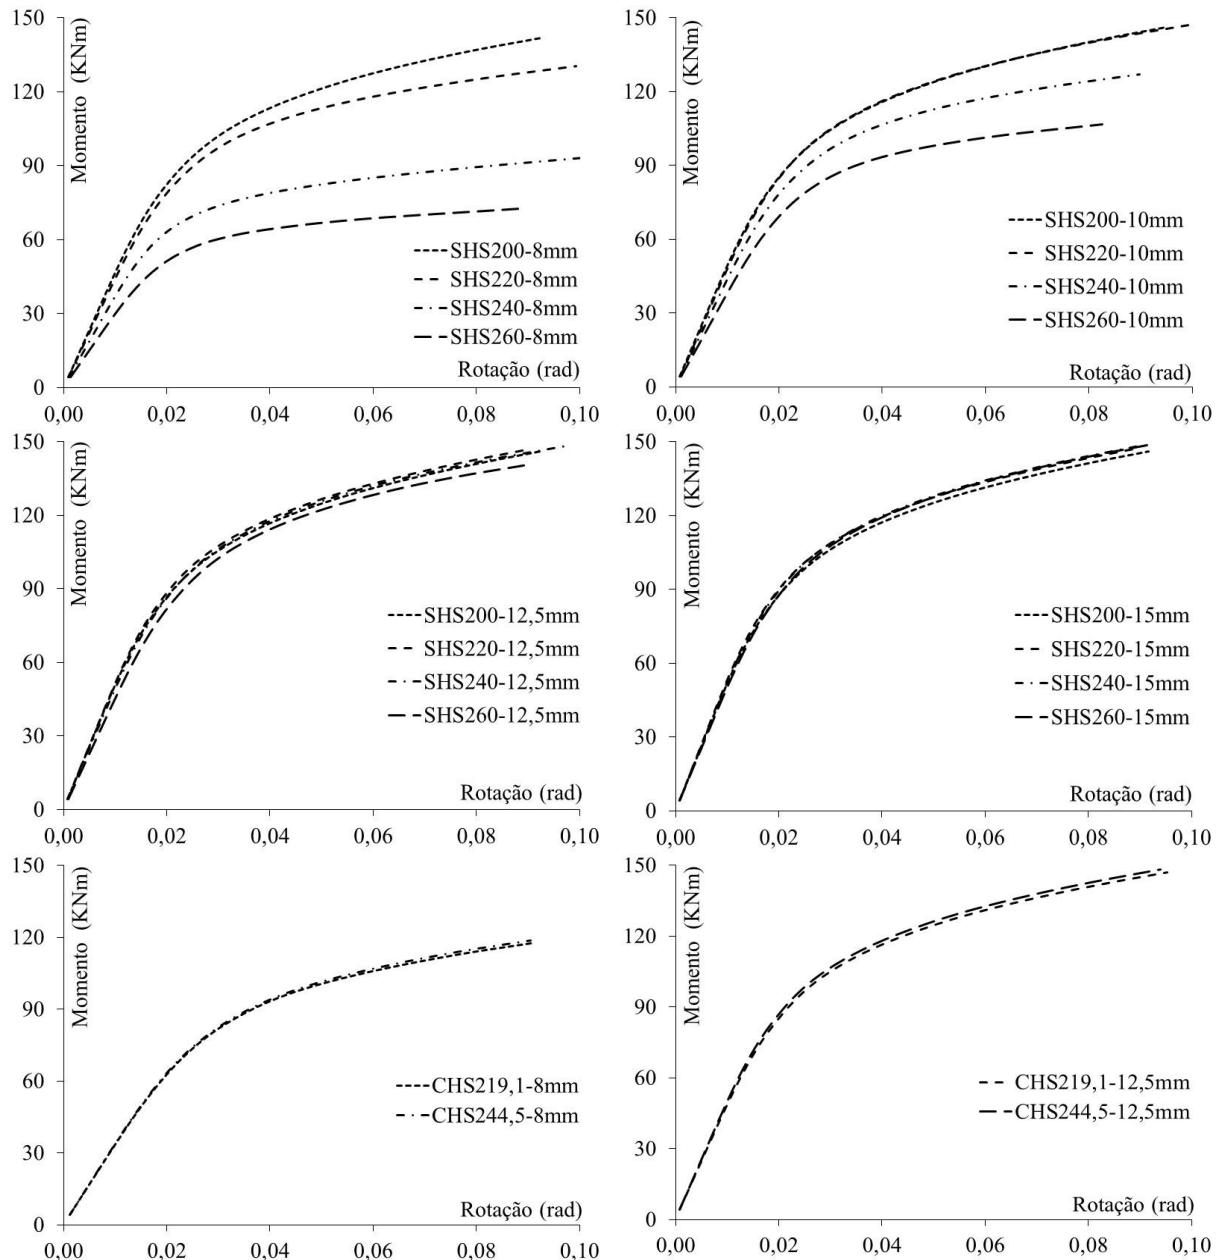 150
120
90
60
30
0
Momento (KNm)
SHS200-8mm
SHS220-8mm
SHS240-8mm
SHS260-8mm
Rotação (rad)
0,00 0,02 0,04 0,06 0,08 0,10
150
120
90
60
30
0
Momento (KNm)
SHS200-10mm
SHS220-10mm
SHS240-10mm
SHS260-10mm
Rotação (rad)
0,00 0,02 0,04 0,06 0,08 0,10
150
120
90
60
30
0
Momento (KNm)
SHS200-12,5mm
SHS220-12,5mm
SHS240-12,5mm
SHS260-12,5mm
Rotação (rad)
0,00 0,02 0,04 0,06 0,08 0,10
150
120
90
60
30
0
Momento (KNm)
SHS200-15mm
SHS220-15mm
SHS240-15mm
SHS260-15mm
Rotação (rad)
0,00 0,02 0,04 0,06 0,08 0,10
150
120
90
60
30
0
Momento (KNm)
CHS219,1-8mm
CHS244,5-8mm
Rotação (rad)
0,00 0,02 0,04 0,06 0,08 0,10
150
120
90
60
30
0
Momento (KNm)
CHS219,1-12,5mm
CHS244,5-12,5mm
Rotação (rad)
0,00 0,02 0,04 0,06 0,08 0,10